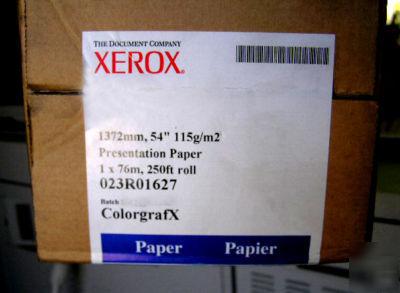 THE DOCUMENT COMPANY
XEROX.
1372mm, 54" 115g/m2
Presentation Paper
1 x 76m, 250ft roll
023R01627
Batch
ColorgrafX
Paper Papier